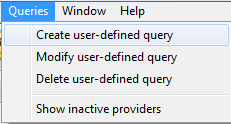 Queries Window Help
Create user-defined query
Modify user-defined query
Delete user-defined query
Show inactive providers